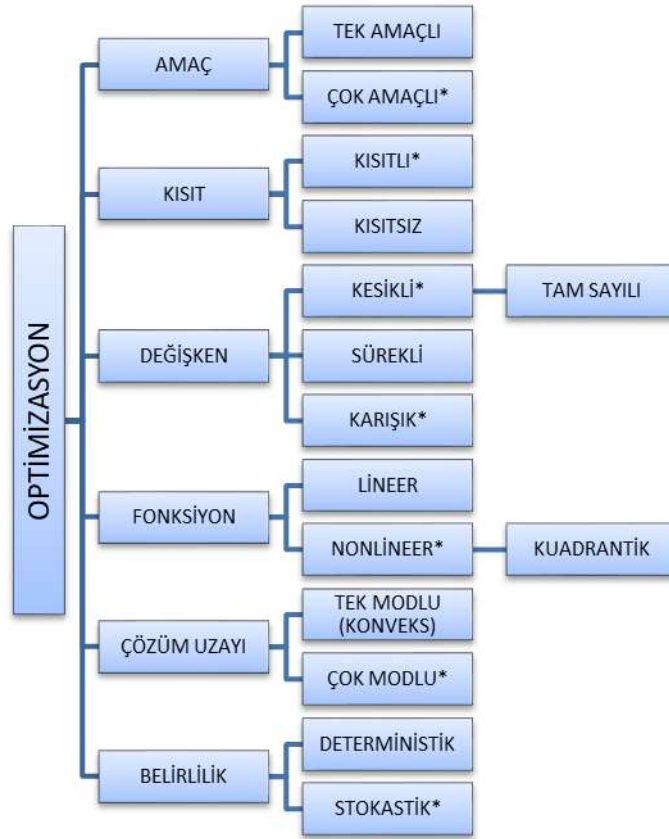 OPTİMİZASYON
AMAÇ
TEK AMAÇLI
ÇOK AMAÇLI*
KISIT
KISITLI*
KISITSIZ
DEĞİŞKEN
KESİKLİ*
TAM SAYILI
SÜREKLİ
KARIŞIK*
FONKSİYON
LİNEER
NONLİNEER*
KUADRANTİK
ÇÖZÜM UZAYI
TEK MODLU
(KONVEKS)
ÇOK MODLU*
BELİRLİLİK
DETERMİNİSTİK
STOKASTİK*